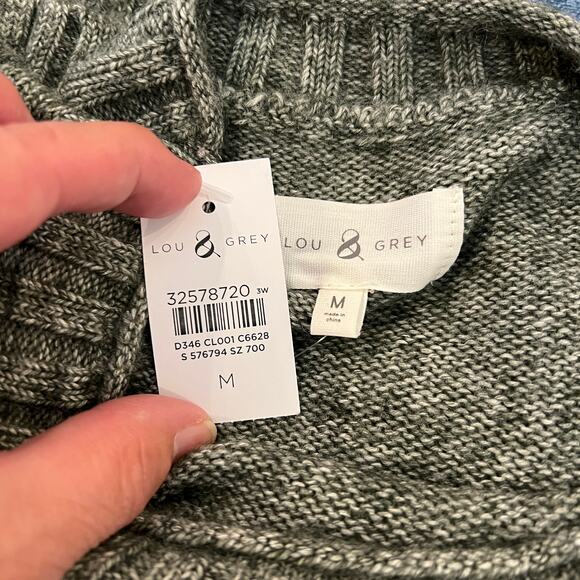 LOU & GREY
32578720 3W
D346 CL001 C6628
S 576794 SZ 700
M
LOU & GREY
M
made in
china